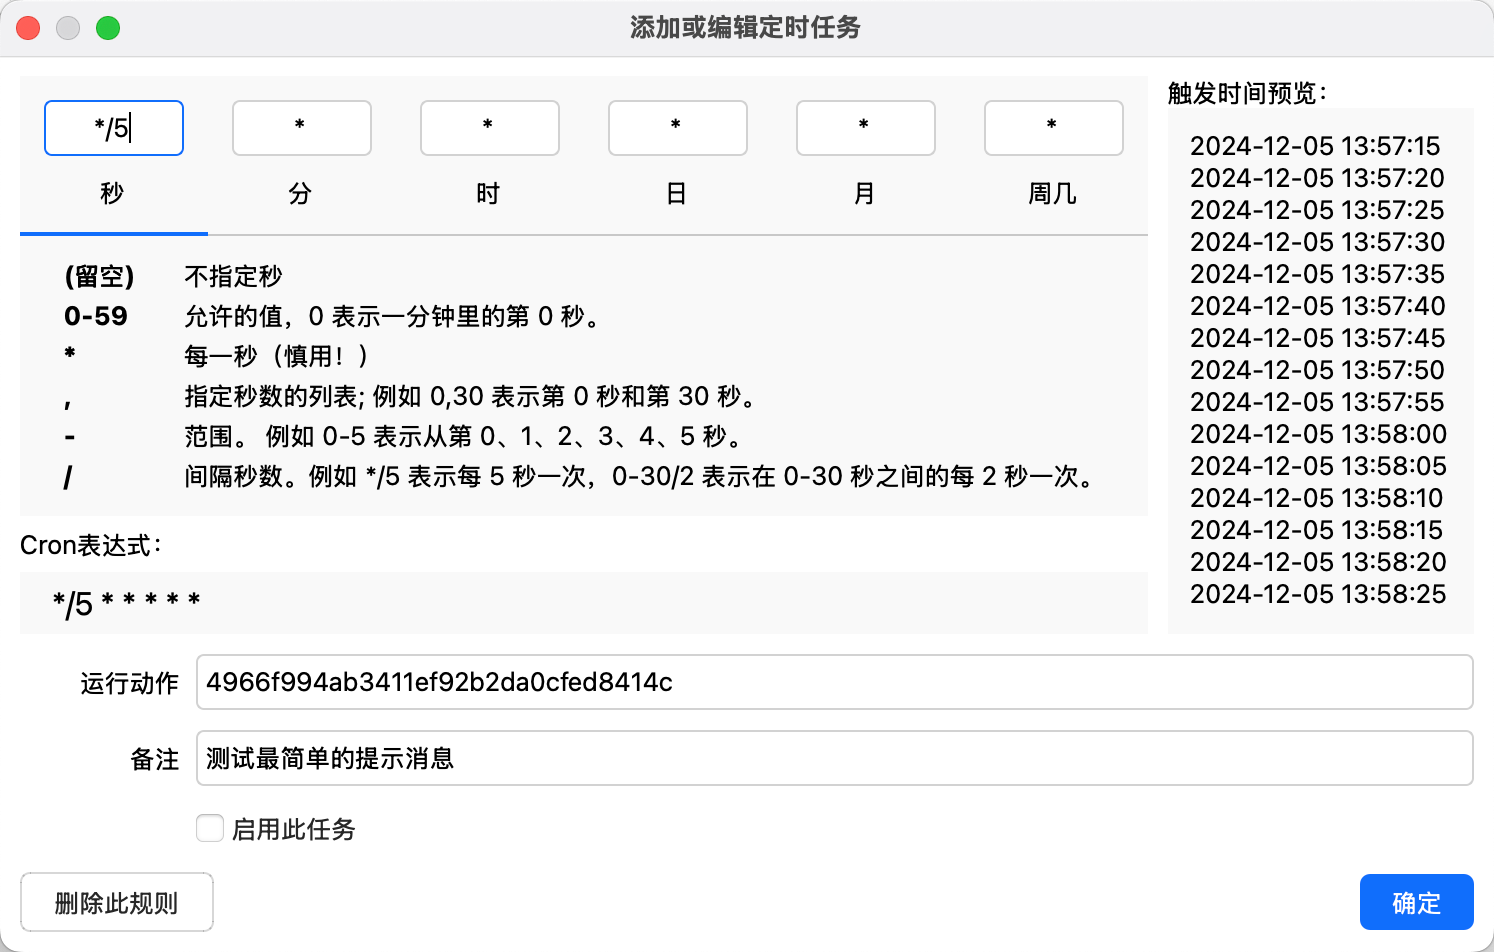 添加或编辑定时任务
*/5 * * * * *
秒 分 时 日 月 周几
(留空) 不指定秒
0-59 允许的值，0 表示一分钟里的第 0 秒。
* 每一秒（慎用！）
, 指定秒数的列表; 例如 0,30 表示第 0 秒和第 30 秒。
- 范围。 例如 0-5 表示从第 0、1、2、3、4、5 秒。
/ 间隔秒数。例如 */5 表示每 5 秒一次，0-30/2 表示在 0-30 秒之间的每 2 秒一次。
Cron表达式：
*/5 * * * * *
触发时间预览：
2024-12-05 13:57:15
2024-12-05 13:57:20
2024-12-05 13:57:25
2024-12-05 13:57:30
2024-12-05 13:57:35
2024-12-05 13:57:40
2024-12-05 13:57:45
2024-12-05 13:57:50
2024-12-05 13:57:55
2024-12-05 13:58:00
2024-12-05 13:58:05
2024-12-05 13:58:10
2024-12-05 13:58:15
2024-12-05 13:58:20
2024-12-05 13:58:25
运行动作 4966f994ab3411ef92b2da0cfed8414c
备注 测试最简单的提示消息
启用此任务
删除此规则 确定